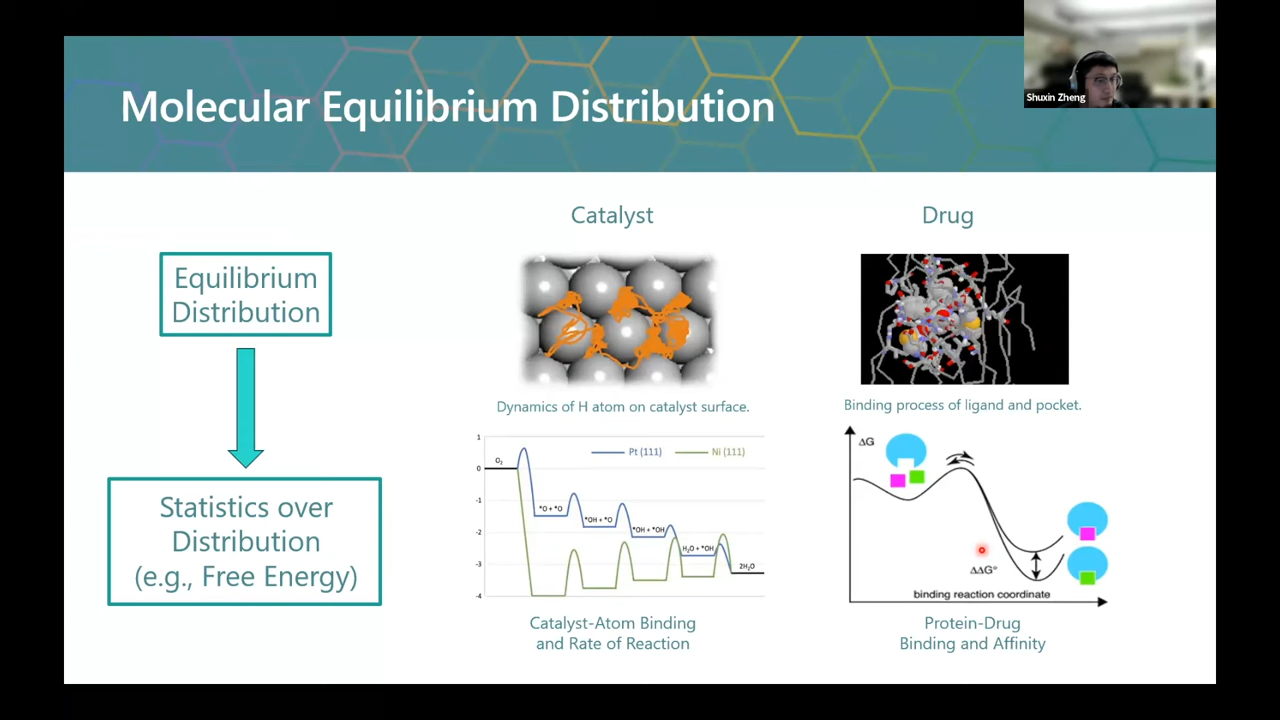 Molecular Equilibrium Distribution
Shuxin Zheng
Equilibrium
Distribution
Statistics over
Distribution
(e.g., Free Energy)
Catalyst
Dynamics of H atom on catalyst surface.
1
0
-1
-2
-3
-4
Pt (111)
Ni (111)
O₂
*O + *O
*OH + *O
*OH + *OH
H₂O + *OH
2H₂O
Catalyst-Atom Binding
and Rate of Reaction
Drug
Binding process of ligand and pocket.
ΔG
ΔΔG°
binding reaction coordinate
Protein-Drug
Binding and Affinity